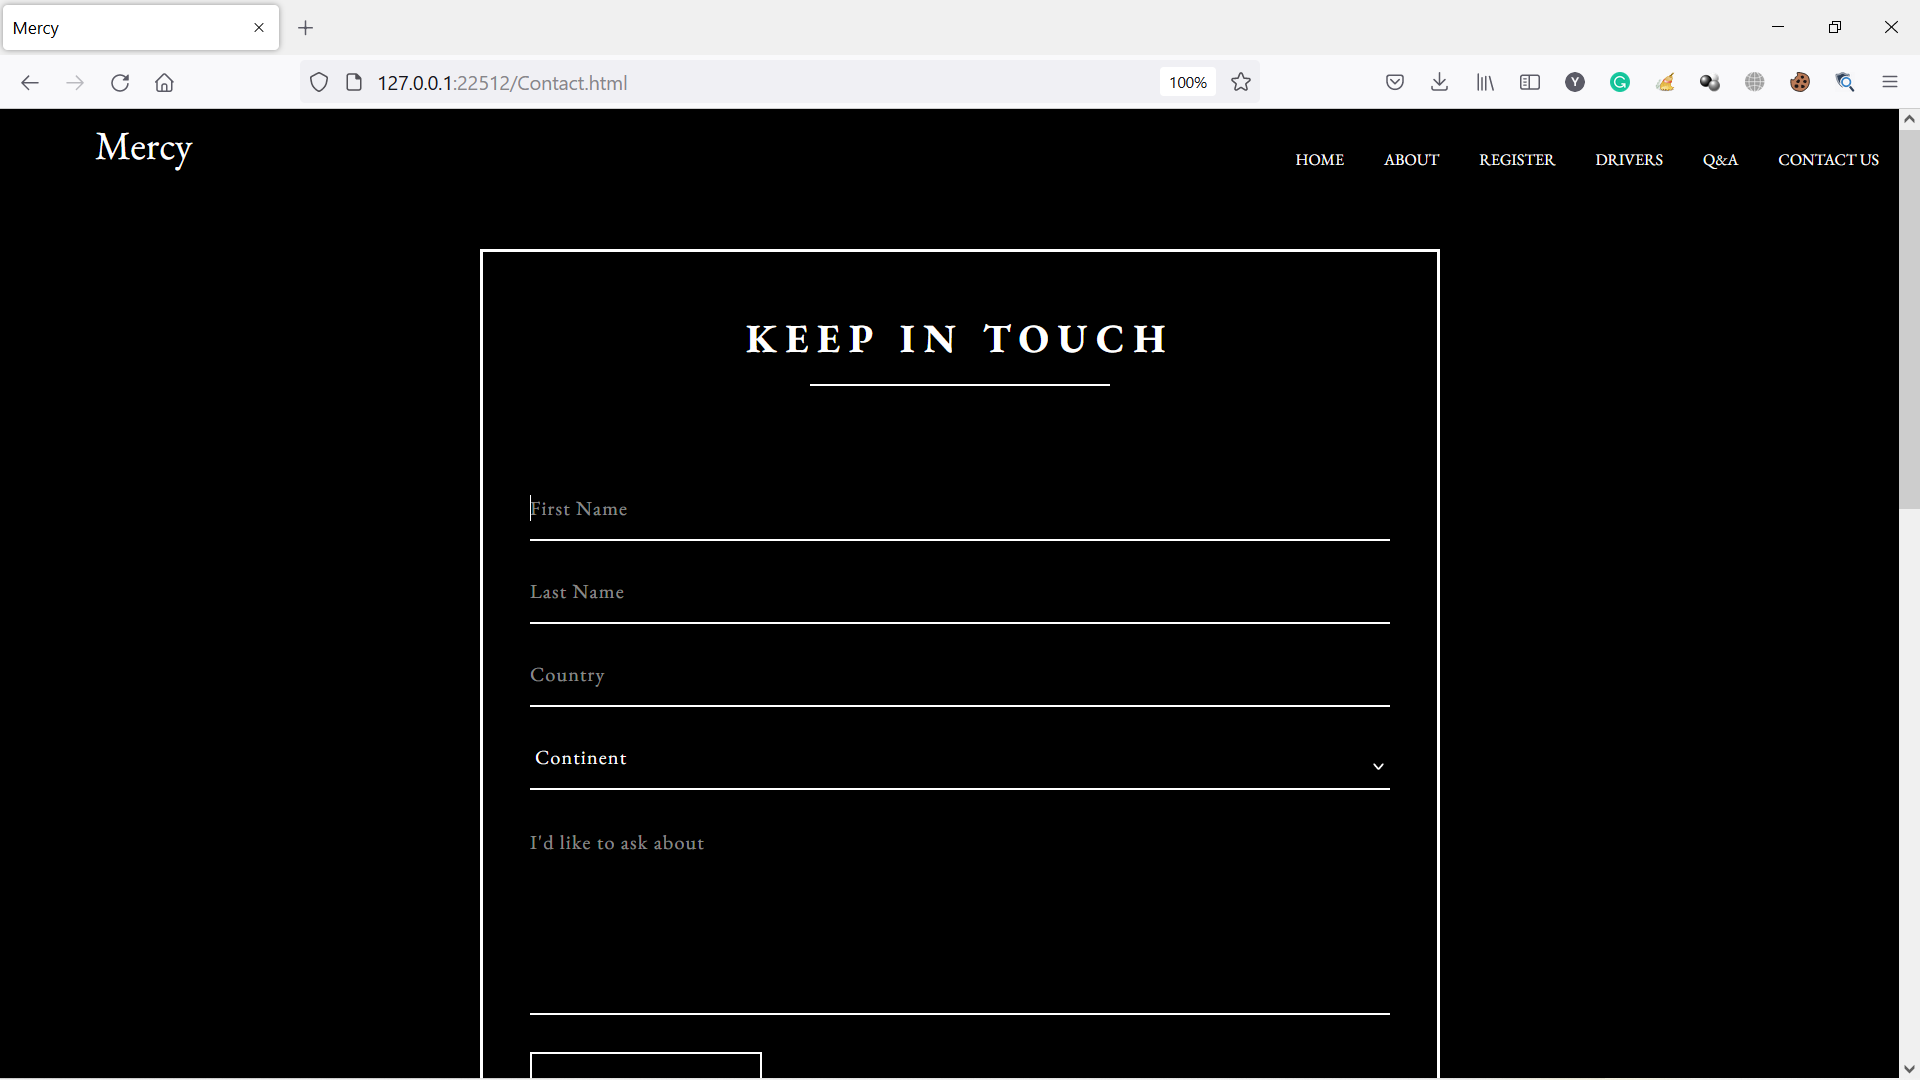 Mercy
127.0.0.1:22512/Contact.html
100%
Mercy
HOME
ABOUT
REGISTER
DRIVERS
Q&A
CONTACT US
KEEP IN TOUCH
First Name
Last Name
Country
Continent
I'd like to ask about